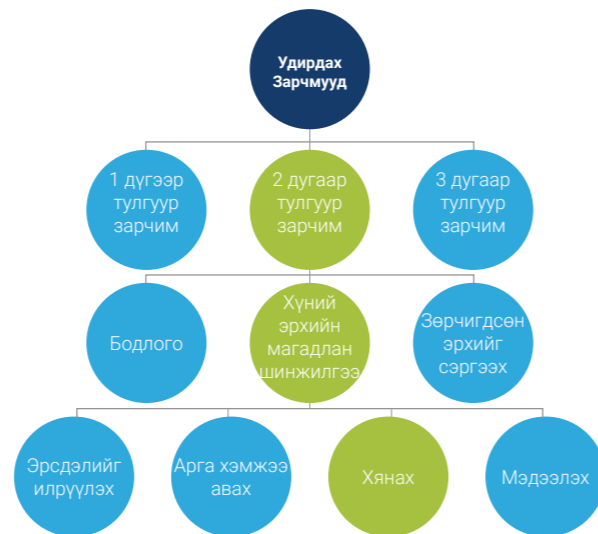 Удирдах
Зарчмууд
1 дүгээр
тулгуур
зарчим
2 дугаар
тулгуур
зарчим
3 дугаар
тулгуур
зарчим
Бодлого
Хүний
эрхийн
магадлан
шинжилгээ
Зөрчигдсөн
эрхийг
сэргээх
Эрсдэлийг
илрүүлэх
Арга хэмжээ
авах
Хянах
Мэдээлэх